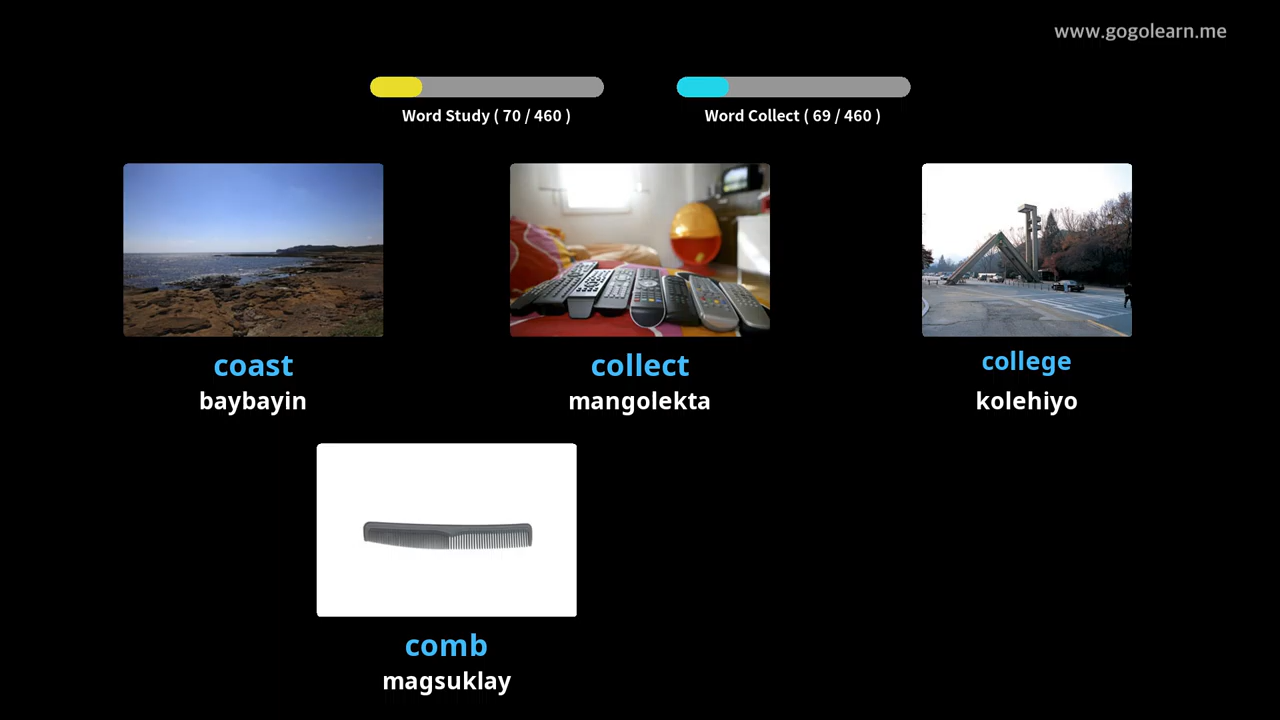 www.gogolearn.me
Word Study ( 70 / 460 )
Word Collect ( 69 / 460 )
coast
baybayin
collect
mangolekta
college
kolehiyo
comb
magsuklay